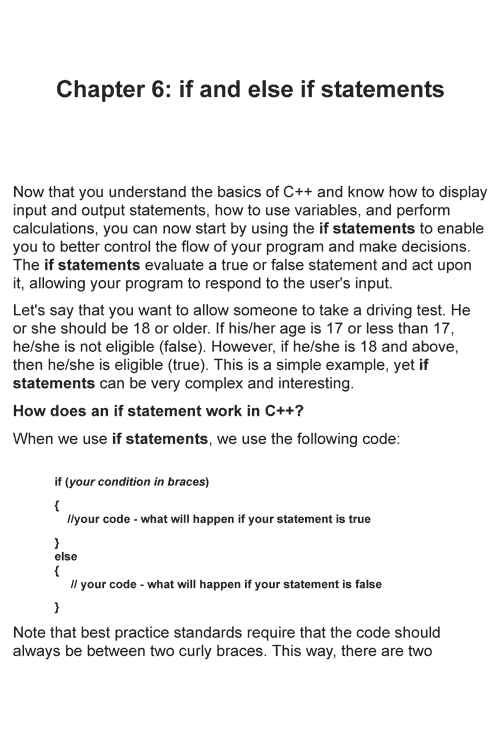 Chapter 6: if and else if statements
Now that you understand the basics of C++ and know how to display
input and output statements, how to use variables, and perform
calculations, you can now start by using the if statements to enable
you to better control the flow of your program and make decisions.
The if statements evaluate a true or false statement and act upon
it, allowing your program to respond to the user's input.
Let's say that you want to allow someone to take a driving test. He
or she should be 18 or older. If his/her age is 17 or less than 17,
he/she is not eligible (false). However, if he/she is 18 and above,
then he/she is eligible (true). This is a simple example, yet if
statements can be very complex and interesting.
How does an if statement work in C++?
When we use if statements, we use the following code:
if (your condition in braces)
{
//your code - what will happen if your statement is true
}
else
{
// your code - what will happen if your statement is false
}
Note that best practice standards require that the code should
always be between two curly braces. This way, there are two